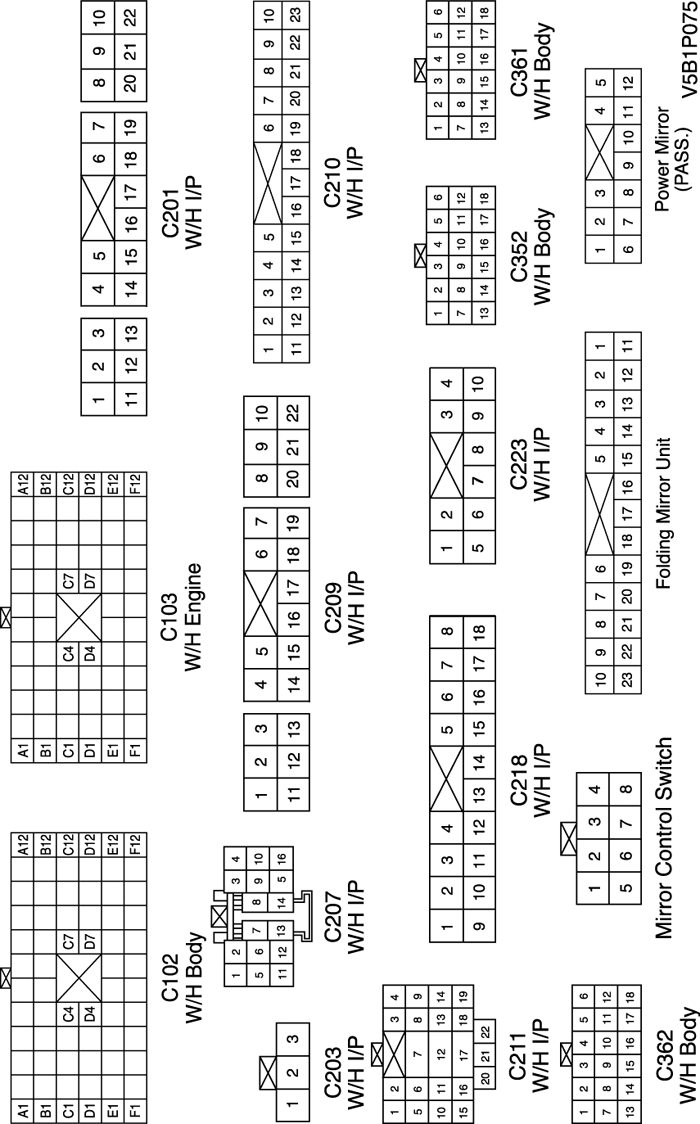 A1 A12
B1 B12
C1 C4 C7 C12
D1 D4 D7 D12
E1 E12
F1 F12
C102
W/H Body
A1 A12
B1 B12
C1 C4 C7 C12
D1 D4 D7 D12
E1 E12
F1 F12
C103
W/H Engine
1 2 3 4 5 6 7 8 9 10
11 12 13 14 15 16 17 18 19 20 21 22
C201
W/H I/P
1 2 3
C203
W/H I/P
1 2 3 4
5 6 7 8 9 10
11 12 13 14 5 16
C207
W/H I/P
1 2 3 4 5 6 7 8 9 10
11 12 13 14 15 16 17 18 19 20 21 22
C209
W/H I/P
1 2 3 4 5 6 7 8 9 10
11 12 13 14 15 16 17 18 19 20 21 22 23
C210
W/H I/P
1 2 3 4
5 6 7 8 9
10 11 12 13 14
15 16 17 18 19
20 21 22
C211
W/H I/P
1 2 3 4 5 6 7 8
9 10 11 12 13 14 15 16 17 18
C218
W/H I/P
1 2 3 4
5 6 7 8 9 10
C223
W/H I/P
1 2 3 4 5 6
7 8 9 10 11 12
13 14 15 16 17 18
C352
W/H Body
1 2 3 4 5 6
7 8 9 10 11 12
13 14 15 16 17 18
C361
W/H Body
1 2 3 4 5 6
7 8 9 10 11 12
13 14 15 16 17 18
C362
W/H Body
1 2 3 4
5 6 7 8
Mirror Control Switch
10 9 8 7 6 5 4 3 2 1
23 22 21 20 19 18 17 16 15 14 13 12 11
Folding Mirror Unit
1 2 3 4 5
6 7 8 9 10 11 12
Power Mirror
(PASS.)
V5B1P075